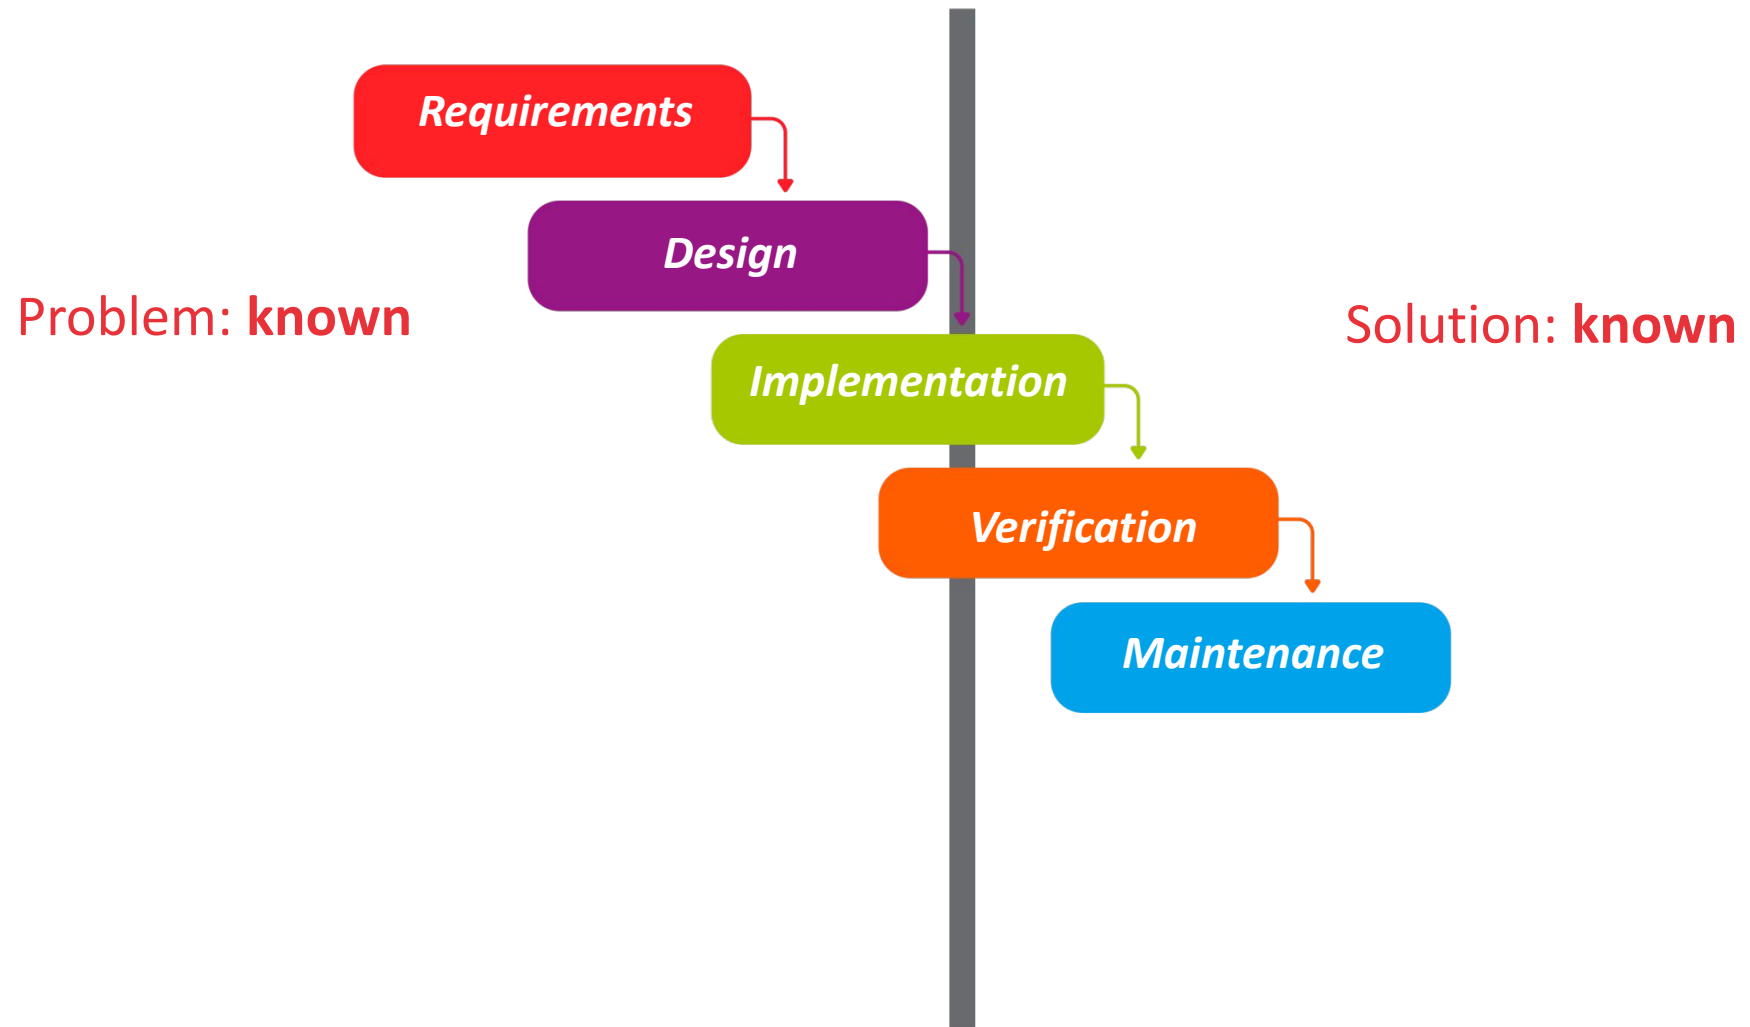 Requirements
Design
Problem: known
Solution: known
Implementation
Verification
Maintenance